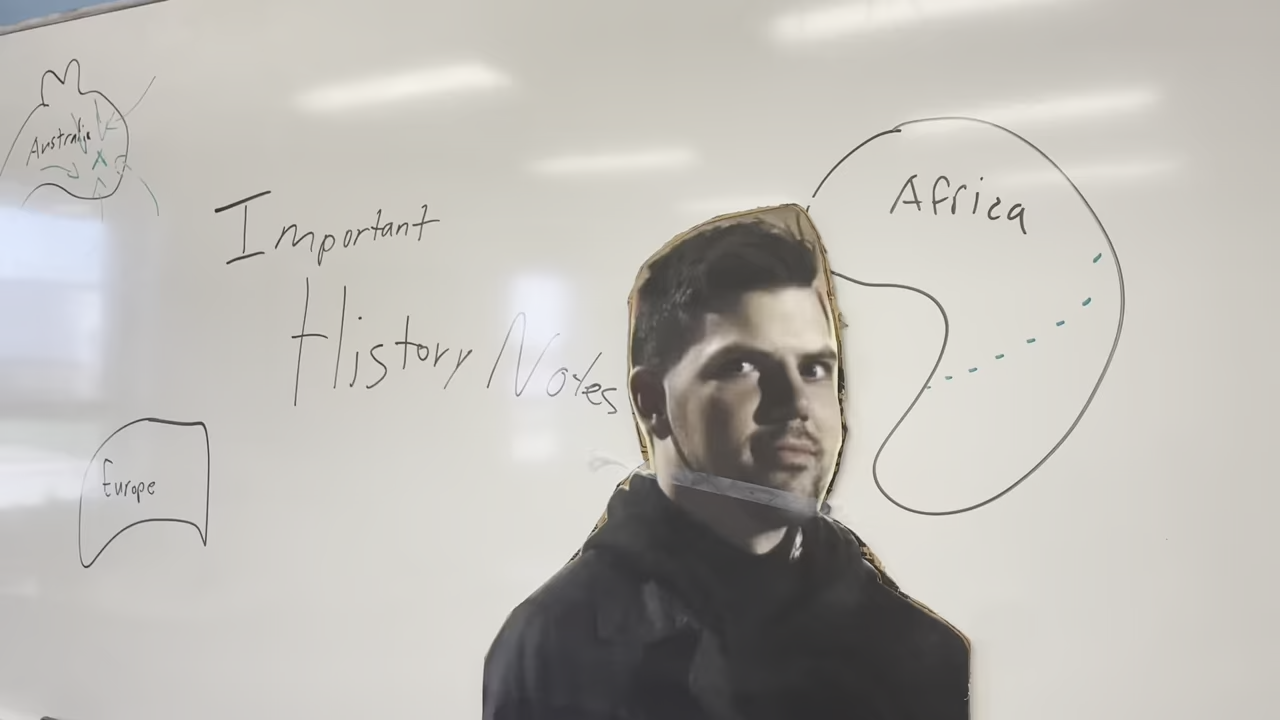 Australia
Important
History Notes
Africa
Europe